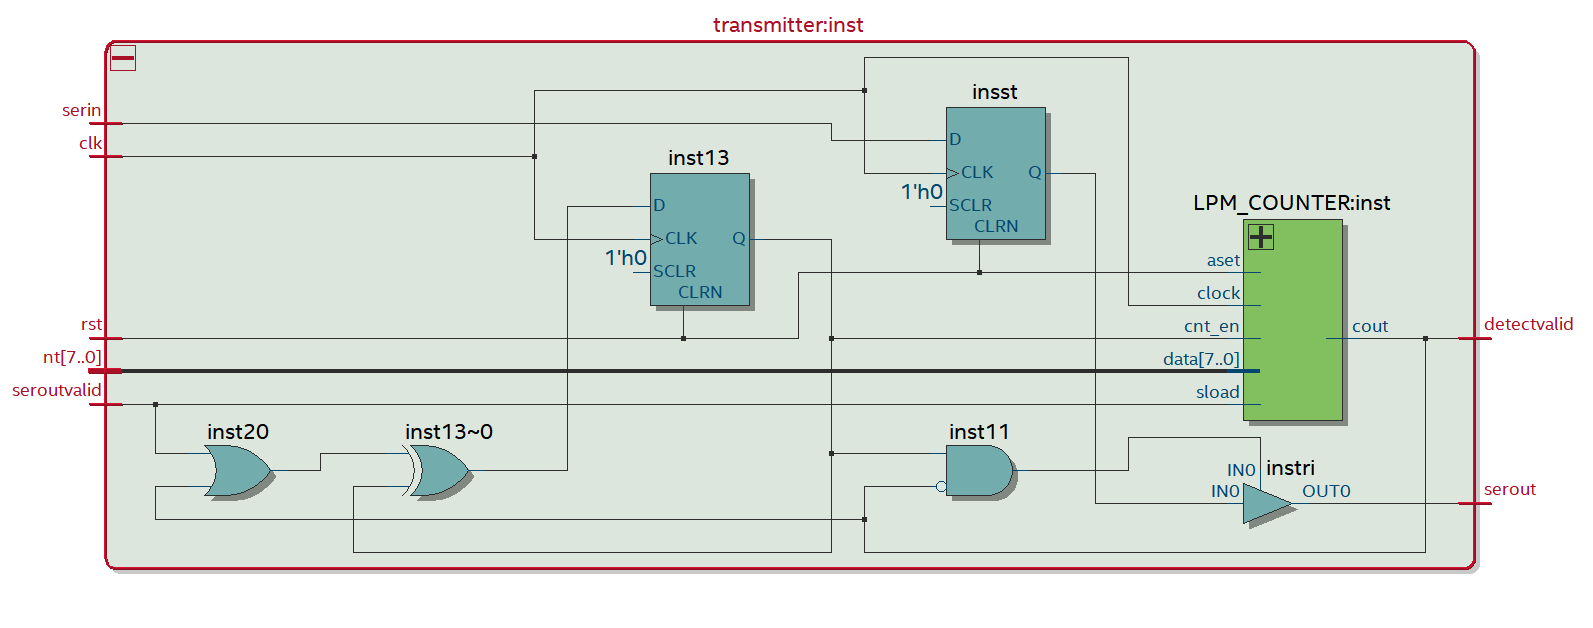 transmitter:inst
serin
clk
rst
nt[7..0]
seroutvalid
inst13
D
CLK
Q
1'h0
SCLR
CLRN
insst
D
CLK
Q
1'h0
SCLR
CLRN
LPM_COUNTER:inst
aset
clock
cnt_en
data[7..0]
sload
cout
detectvalid
inst20
inst13~0
inst11
IN0
instri
IN0
OUT0
serout